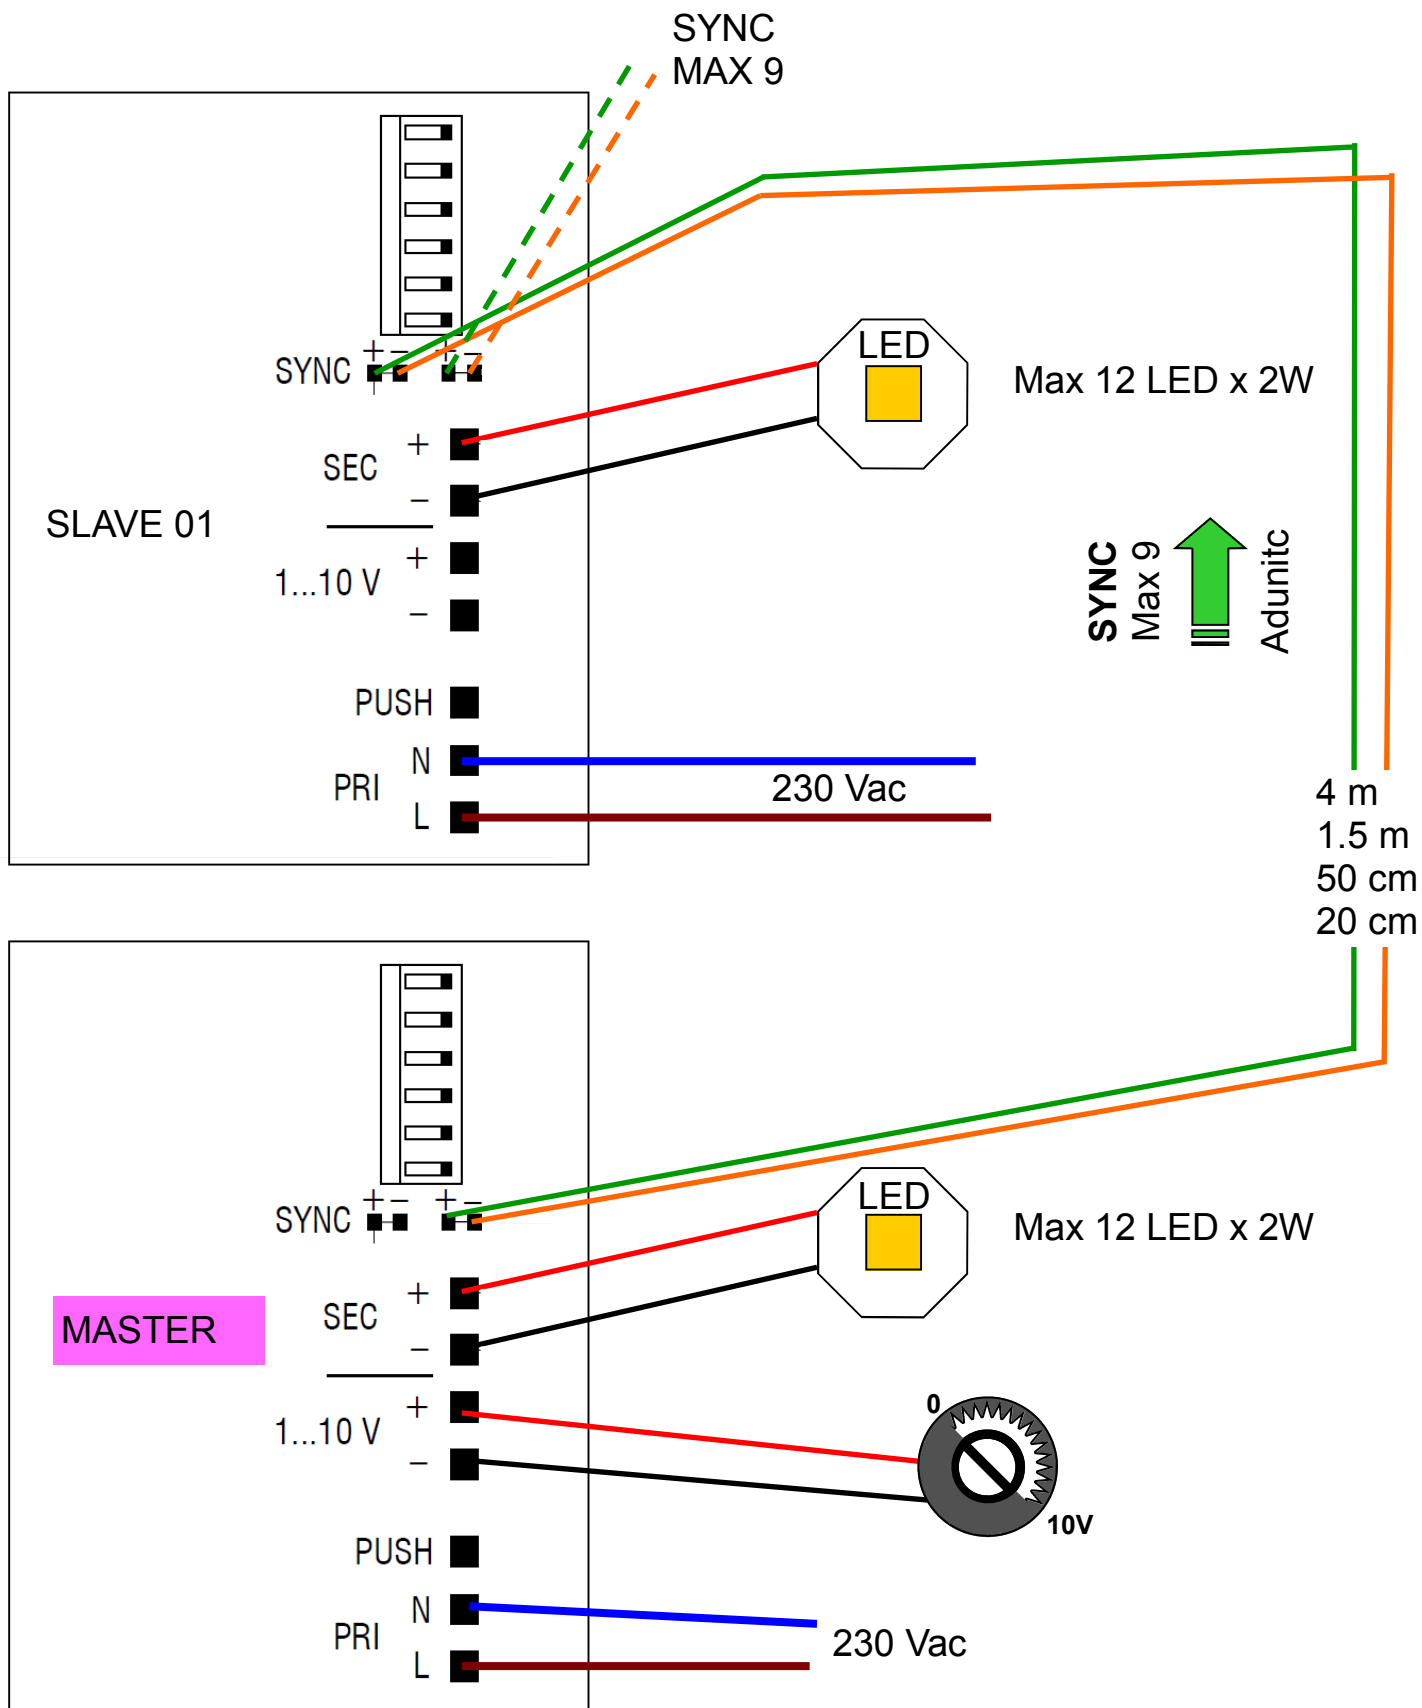 SYNC
MAX 9
+ − + −
SYNC
LED
Max 12 LED x 2W
+
SEC
−
SLAVE 01
+
1...10 V
−
SYNC
Max 9
Adunitc
PUSH
N
PRI
L
230 Vac
4 m
1.5 m
50 cm
20 cm
+ − + −
SYNC
LED
Max 12 LED x 2W
+
SEC
−
MASTER
+
1...10 V
−
0
10V
PUSH
N
PRI
L
230 Vac